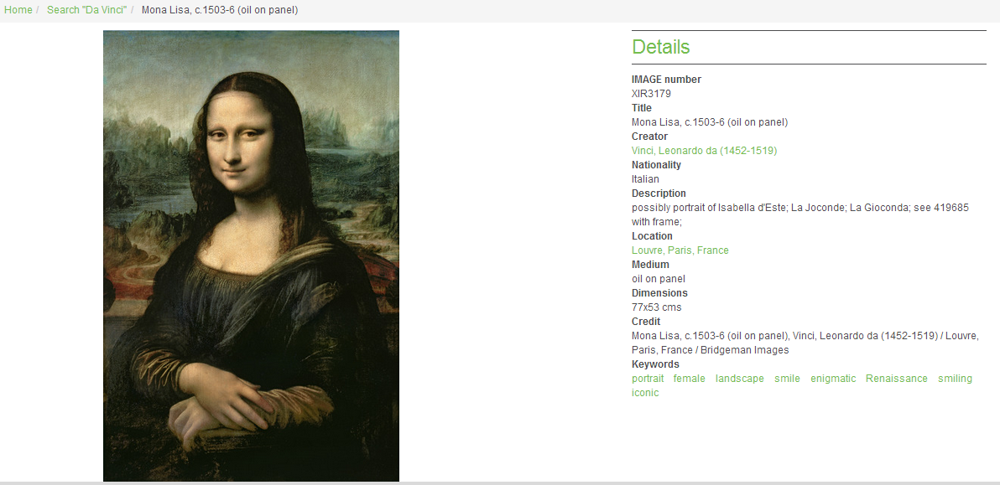 Home / Search "Da Vinci" / Mona Lisa, c.1503-6 (oil on panel)
Details
IMAGE number
XIR3179
Title
Mona Lisa, c.1503-6 (oil on panel)
Creator
Vinci, Leonardo da (1452-1519)
Nationality
Italian
Description
possibly portrait of Isabella d'Este; La Joconde; La Gioconda; see 419685
with frame;
Location
Louvre, Paris, France
Medium
oil on panel
Dimensions
77x53 cms
Credit
Mona Lisa, c.1503-6 (oil on panel), Vinci, Leonardo da (1452-1519) / Louvre,
Paris, France / Bridgeman Images
Keywords
portrait female landscape smile enigmatic Renaissance smiling
iconic